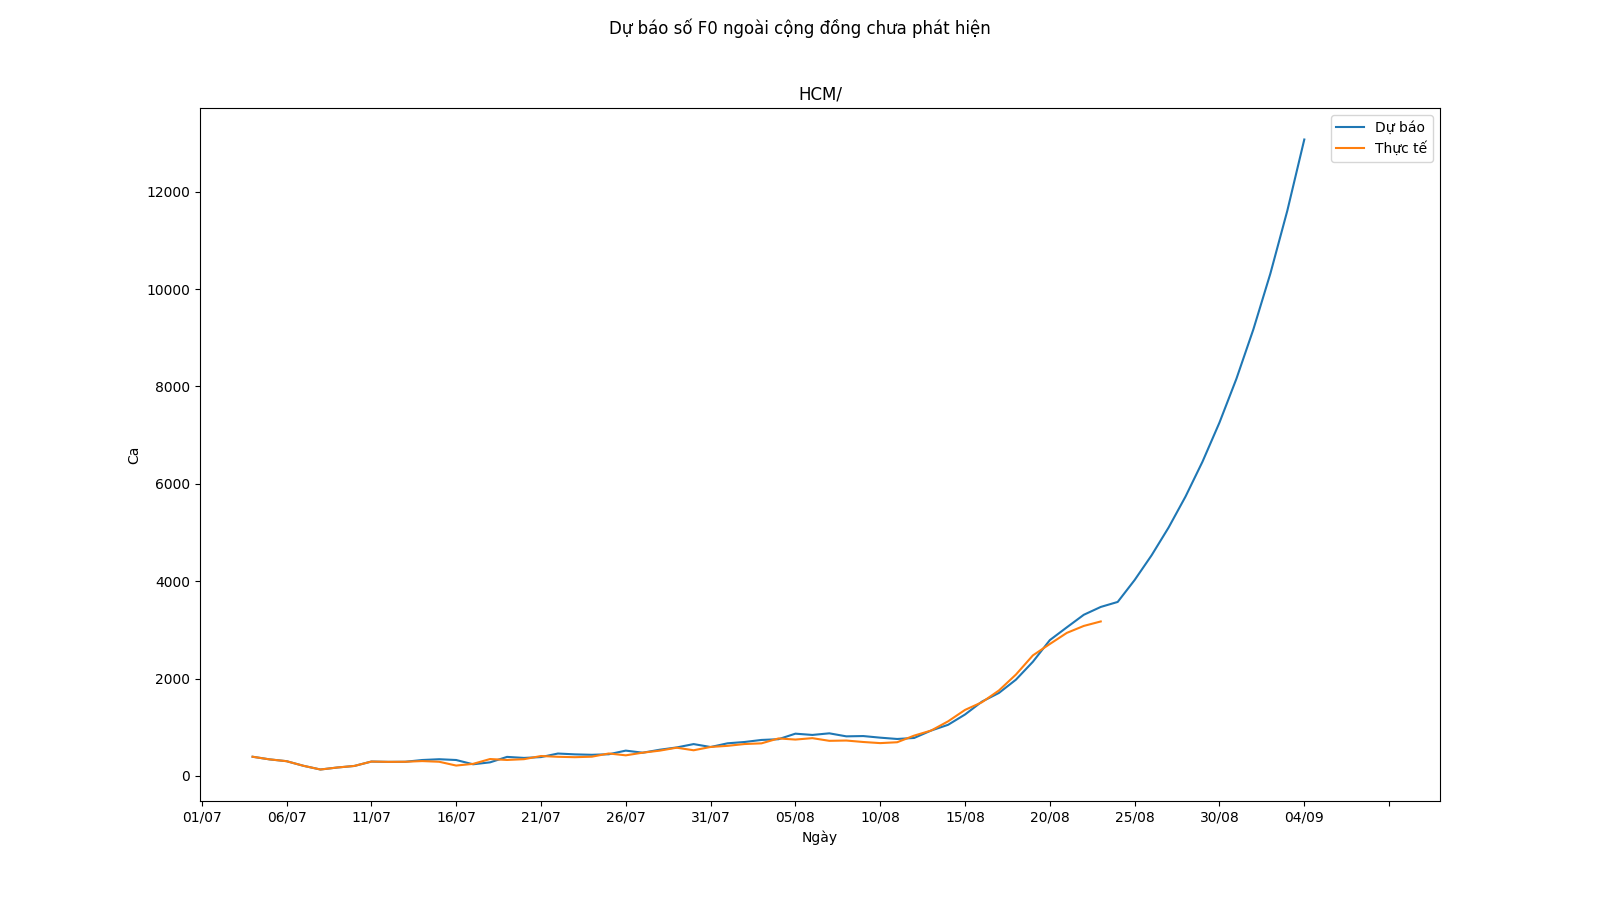 Dự báo số F0 ngoài cộng đồng chưa phát hiện
HCM/
Dự báo
Thực tế
12000
10000
8000
6000
4000
2000
0
Ca
01/07 06/07 11/07 16/07 21/07 26/07 31/07 05/08 10/08 15/08 20/08 25/08 30/08 04/09
Ngày